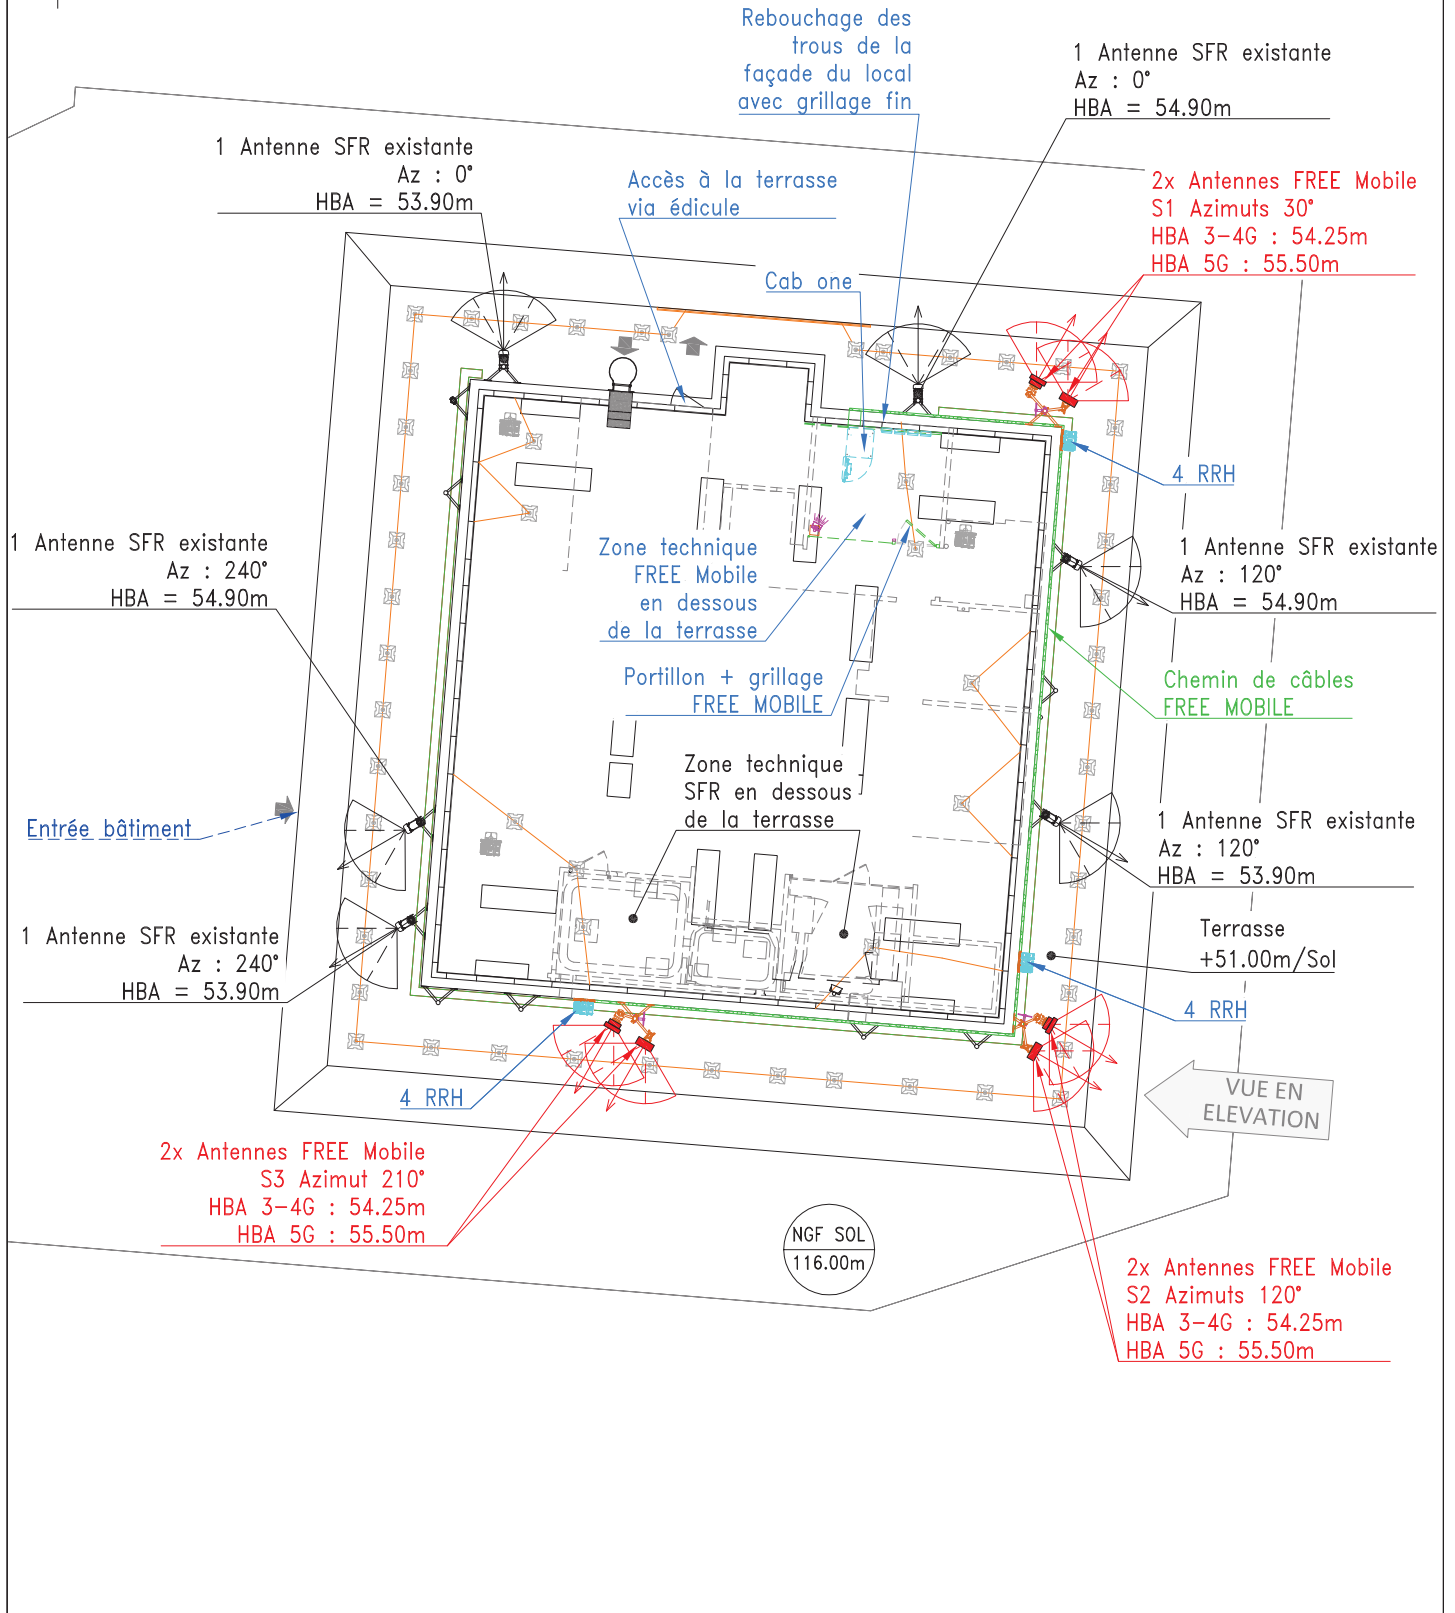 Rebouchage des
trous de la
façade du local
avec grillage fin
1 Antenne SFR existante
Az : 0°
HBA = 54.90m
1 Antenne SFR existante
Az : 0°
HBA = 53.90m
Accès à la terrasse
via édicule
2x Antennes FREE Mobile
S1 Azimuts 30°
HBA 3-4G : 54.25m
HBA 5G : 55.50m
Cab one
4 RRH
1 Antenne SFR existante
Az : 240°
HBA = 54.90m
Zone technique
FREE Mobile
en dessous
de la terrasse
1 Antenne SFR existante
Az : 120°
HBA = 54.90m
Portillon + grillage
FREE MOBILE
Chemin de câbles
FREE MOBILE
Zone technique
SFR en dessous
de la terrasse
Entrée bâtiment
1 Antenne SFR existante
Az : 120°
HBA = 53.90m
1 Antenne SFR existante
Az : 240°
HBA = 53.90m
Terrasse
+51.00m/Sol
4 RRH
4 RRH
VUE EN
ELEVATION
2x Antennes FREE Mobile
S3 Azimut 210°
HBA 3-4G : 54.25m
HBA 5G : 55.50m
NGF SOL
116.00m
2x Antennes FREE Mobile
S2 Azimuts 120°
HBA 3-4G : 54.25m
HBA 5G : 55.50m